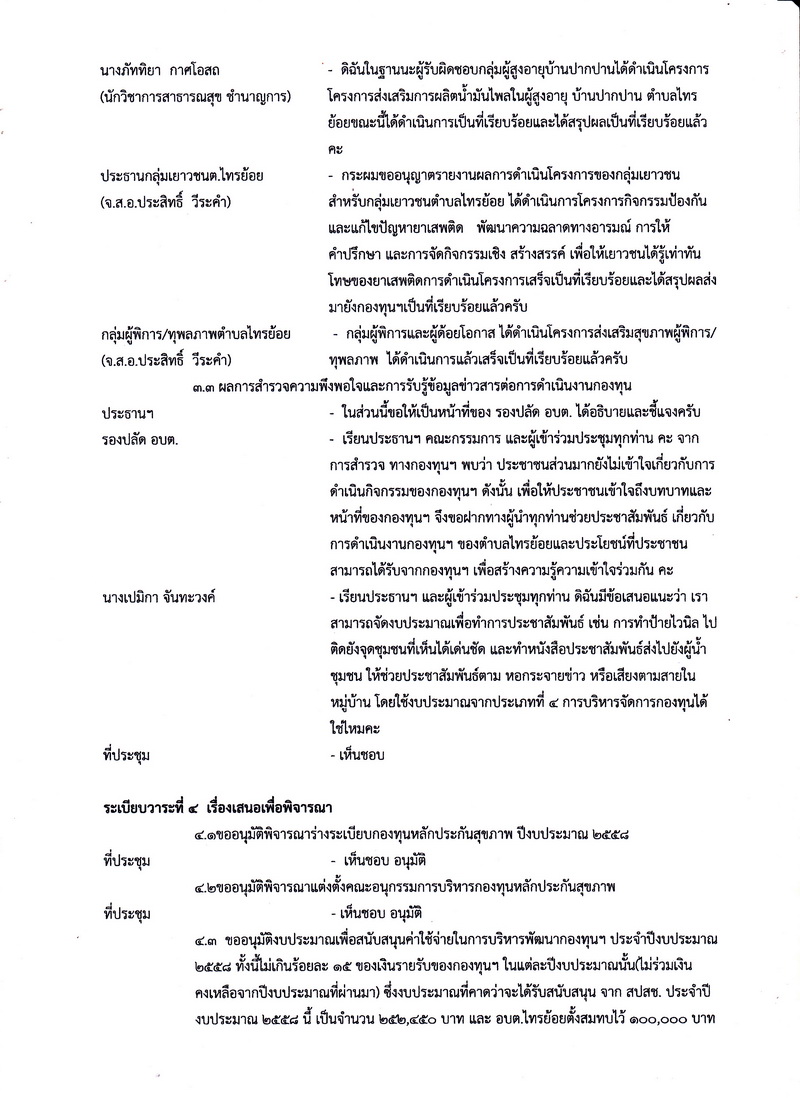 นางภัททิยา กาศโอสถ - ดิฉันในฐานนะผู้รับผิดชอบกลุ่มผู้สูงอายุบ้านปากปานได้ดำเนินโครงการ
(นักวิชาการสาธารณสุข ชำนาญการ) โครงการส่งเสริมการผลิตน้ำมันไพลในผู้สูงอายุ บ้านปากปาน ตำบลไทร
ย้อยขณะนี้ได้ดำเนินการเป็นที่เรียบร้อยและได้สรุปผลเป็นที่เรียบร้อยแล้ว
คะ
ประธานกลุ่มเยาวชนต.ไทรย้อย - กระผมขออนุญาตรายงานผลการดำเนินโครงการของกลุ่มเยาวชน
(จ.ส.อ.ประสิทธิ์ วีระคำ) สำหรับกลุ่มเยาวชนตำบลไทรย้อย ได้ดำเนินการโครงการกิจกรรมป้องกัน
และแก้ไขปัญหายาเสพติด พัฒนาความฉลาดทางอารมณ์ การให้
คำปรึกษา และการจัดกิจกรรมเชิง สร้างสรรค์ เพื่อให้เยาวชนได้รู้เท่าทัน
โทษของยาเสพติดการดำเนินโครงการเสร็จเป็นที่เรียบร้อยและได้สรุปผลส่ง
มายังกองทุนฯเป็นที่เรียบร้อยแล้วครับ
กลุ่มผู้พิการ/ทุพลภาพตำบลไทรย้อย - กลุ่มผู้พิการและผู้ด้อยโอกาส ได้ดำเนินโครงการส่งเสริมสุขภาพผู้พิการ/
(จ.ส.อ.ประสิทธิ์ วีระคำ) ทุพลภาพ ได้ดำเนินการแล้วเสร็จเป็นที่เรียบร้อยแล้วครับ
๓.๓ ผลการสำรวจความพึงพอใจและการรับรู้ข้อมูลข่าวสารต่อการดำเนินงานกองทุน
ประธานฯ - ในส่วนนี้ขอให้เป็นหน้าที่ของ รองปลัด อบต. ได้อธิบายและชี้แจงครับ
รองปลัด อบต. - เรียนประธานฯ คณะกรรมการ และผู้เข้าร่วมประชุมทุกท่าน คะ จาก
การสำรวจ ทางกองทุนฯ พบว่า ประชาชนส่วนมากยังไม่เข้าใจเกี่ยวกับการ
ดำเนินกิจกรรมของกองทุนฯ ดังนั้น เพื่อให้ประชาชนเข้าใจถึงบทบาทและ
หน้าที่ของกองทุนฯ จึงขอฝากทางผู้นำทุกท่านช่วยประชาสัมพันธ์ เกี่ยวกับ
การดำเนินงานกองทุนฯ ของตำบลไทรย้อยและประโยชน์ที่ประชาชน
สามารถได้รับจากกองทุนฯ เพื่อสร้างความรู้ความเข้าใจร่วมกัน คะ
นางเปมิกา จันทะวงค์ - เรียนประธานฯ และผู้เข้าร่วมประชุมทุกท่าน ดิฉันมีข้อเสนอแนะว่า เรา
สามารถจัดงบประมาณเพื่อทำการประชาสัมพันธ์ เช่น การทำป้ายไวนิล ไป
ติดยังจุดชุมชนที่เห็นได้เด่นชัด และทำหนังสือประชาสัมพันธ์ส่งไปยังผู้นำ
ชุมชน ให้ช่วยประชาสัมพันธ์ตาม หอกระจายข่าว หรือเสียงตามสายใน
หมู่บ้าน โดยใช้งบประมาณจากประเภทที่ ๔ การบริหารจัดการกองทุนได้
ใช่ไหมคะ
ที่ประชุม - เห็นชอบ
ระเบียบวาระที่ ๔ เรื่องเสนอเพื่อพิจารณา
๔.๑ขออนุมัติพิจารณาร่างระเบียบกองทุนหลักประกันสุขภาพ ปีงบประมาณ ๒๕๕๘
ที่ประชุม - เห็นชอบ อนุมัติ
๔.๒ขออนุมัติพิจารณาแต่งตั้งคณะอนุกรรมการบริหารกองทุนหลักประกันสุขภาพ
ที่ประชุม - เห็นชอบ อนุมัติ
๔.๓ ขออนุมัติงบประมาณเพื่อสนับสนุนค่าใช้จ่ายในการบริหารพัฒนากองทุนฯ ประจำปีงบประมาณ
๒๕๕๘ ทั้งนี้ไม่เกินร้อยละ ๑๕ ของเงินรายรับของกองทุนฯ ในแต่ละปีงบประมาณนั้น(ไม่ร่วมเงิน
คงเหลือจากปีงบประมาณที่ผ่านมา) ซึ่งงบประมาณที่คาดว่าจะได้รับสนับสนุน จาก สปสช. ประจำปี
งบประมาณ ๒๕๕๘ นี้ เป็นจำนวน ๒๕๒,๔๕๐ บาท และ อบต.ไทรย้อยตั้งสมทบไว้ ๑๐๐,๐๐๐ บาท